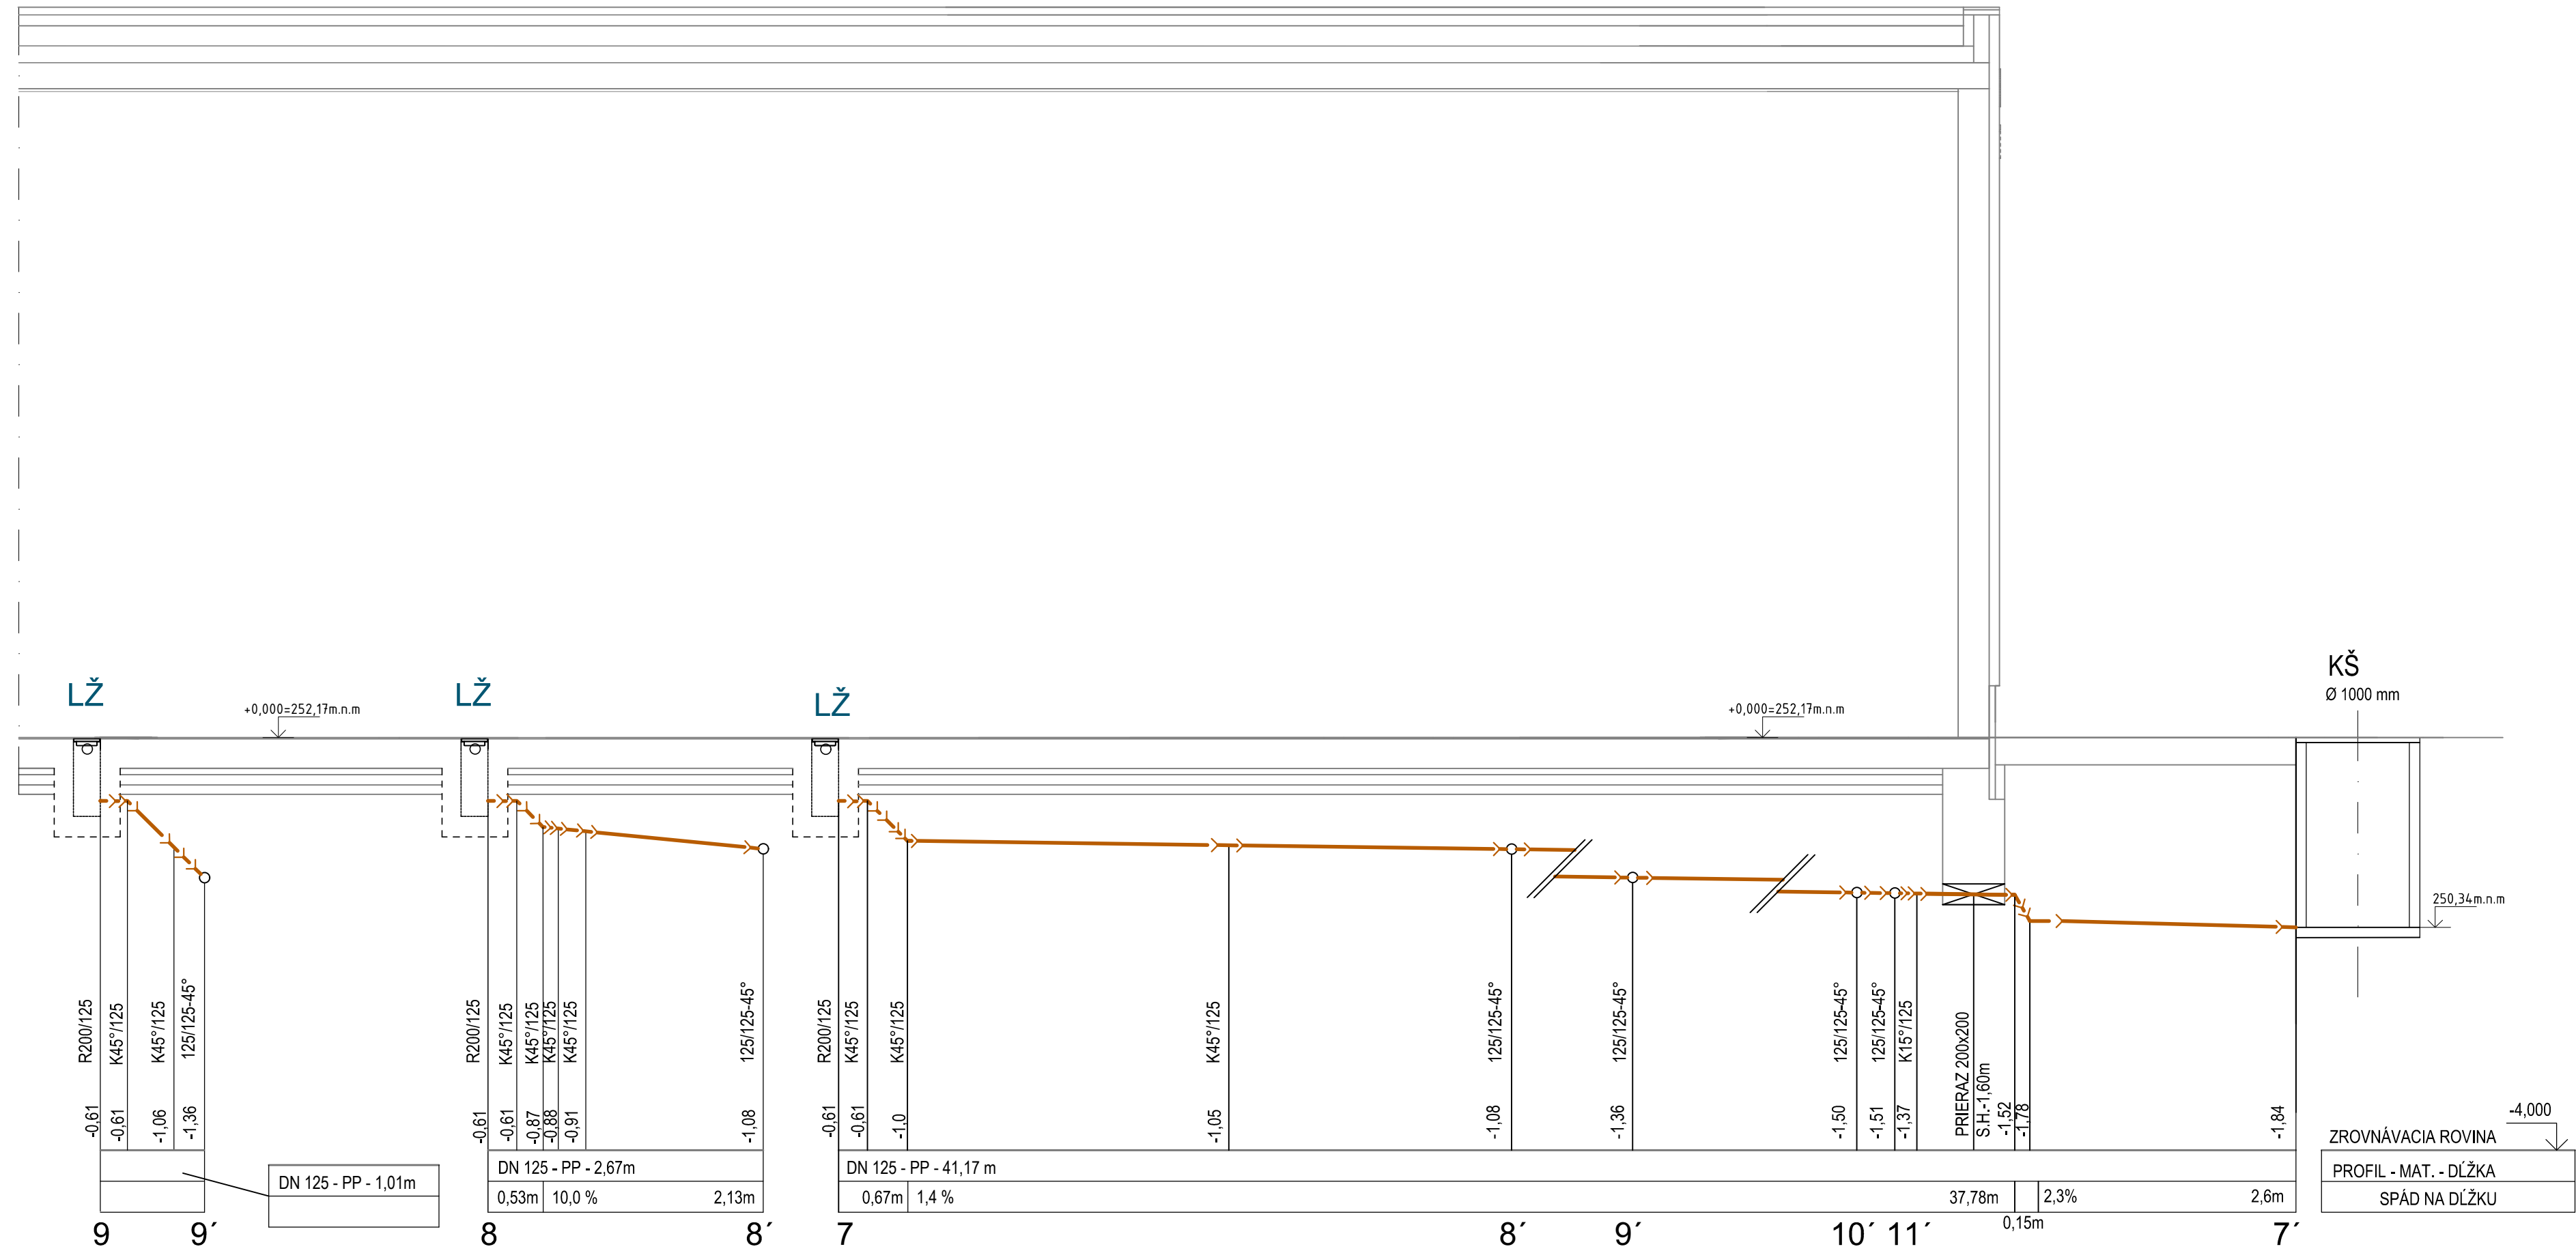 KŠ
Ø 1000 mm
LŽ
LŽ
LŽ
+0,000=252,17m.n.m
+0,000=252,17m.n.m
250,34m.n.m
R200/125
K45°/125
K45°/125
125/125-45°
R200/125
K45°/125
K45°/125
K45°/125
K45°/125
125/125-45°
R200/125
K45°/125
K45°/125
K45°/125
125/125-45°
125/125-45°
125/125-45°
125/125-45°
K15°/125
PRIERAZ 200x200
S.H.-1,60m
-0,61
-0,61
-1,06
-1,36
-0,61
-0,61
-0,87
-0,88
-0,91
-1,08
-0,61
-0,61
-1,0
-1,05
-1,08
-1,36
-1,50
-1,51
-1,37
-1,52
-1,78
-1,84
-4,000
ZROVNÁVACIA ROVINA
DN 125 - PP - 1,01m
DN 125 - PP - 2,67m
DN 125 - PP - 41,17 m
PROFIL - MAT. - DĹŽKA
0,53m 10,0 % 2,13m
0,67m 1,4 % 37,78m 2,3% 2,6m
SPÁD NA DĹŽKU
0,15m
9 9´ 8 8´ 7 8´ 9´ 10´ 11´ 7´